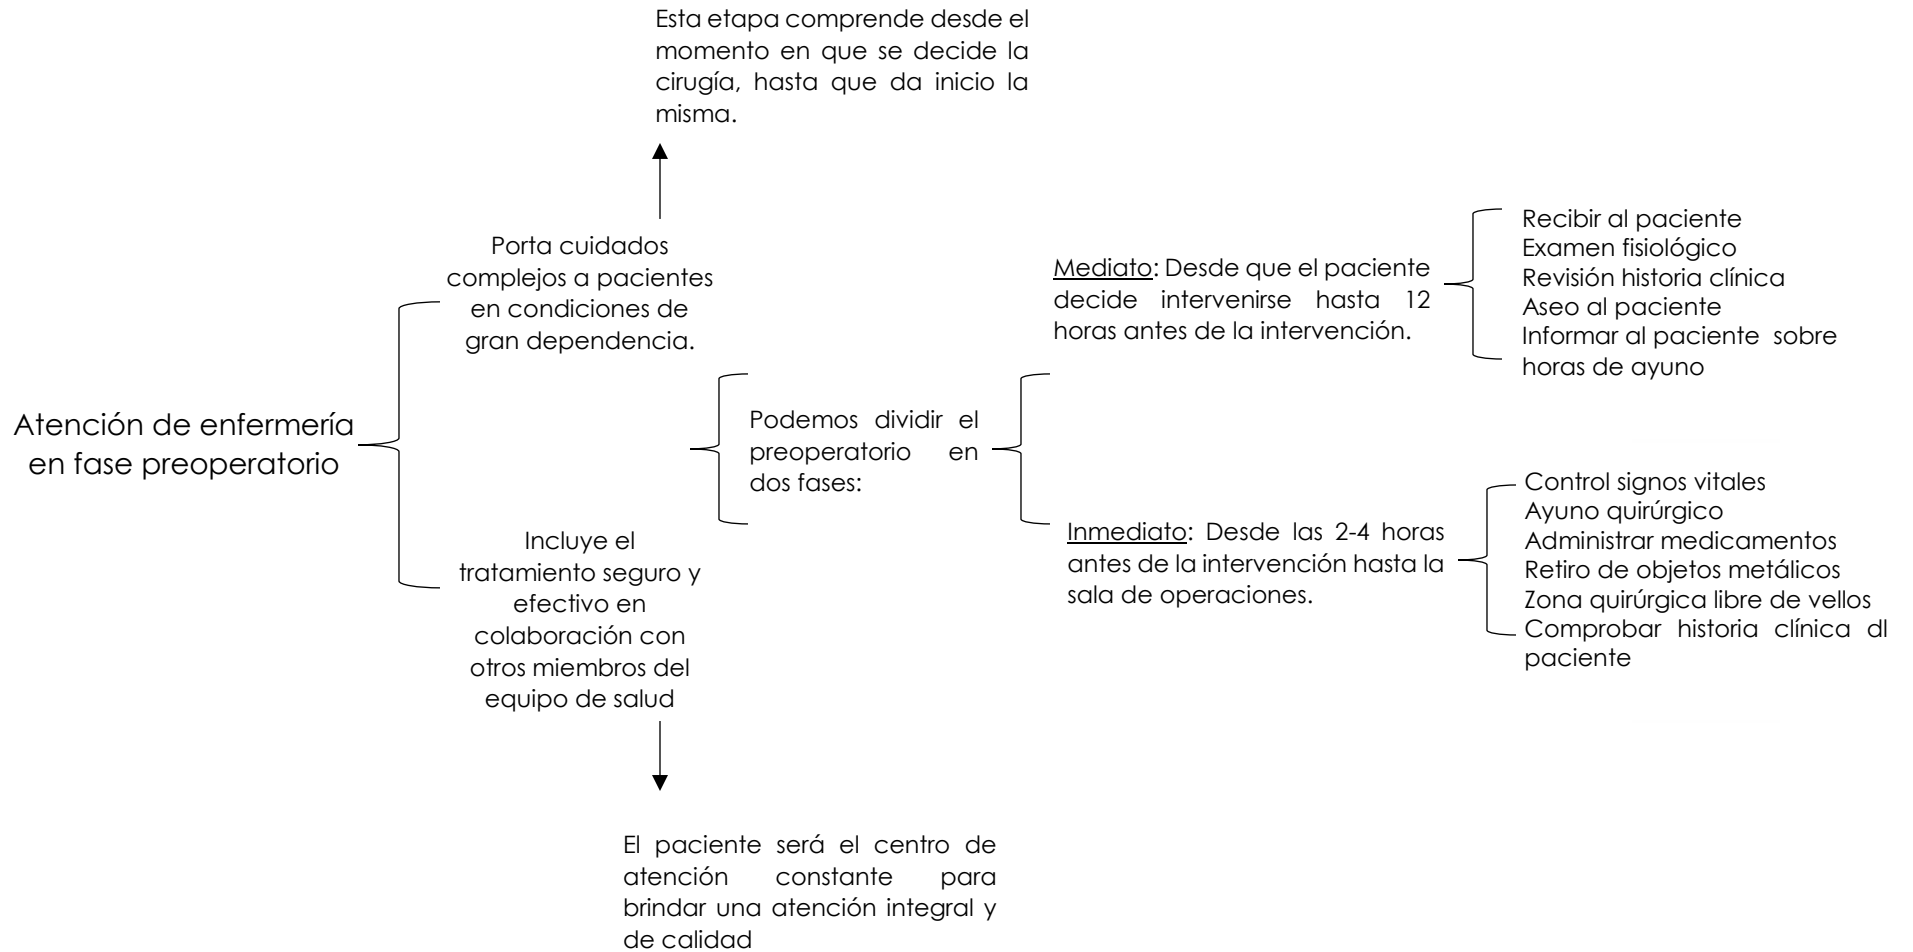 Esta etapa comprende desde el
momento en que se decide la
cirugía, hasta que da inicio la
misma.
Atención de enfermería
en fase preoperatorio
Porta cuidados
complejos a pacientes
en condiciones de
gran dependencia.
Incluye el
tratamiento seguro y
efectivo en
colaboración con
otros miembros del
equipo de salud
El paciente será el centro de
atención constante para
brindar una atención integral y
de calidad
Podemos dividir el
preoperatorio en
dos fases:
Mediato: Desde que el paciente
decide intervenirse hasta 12
horas antes de la intervención.
Recibir al paciente
Examen fisiológico
Revisión historia clínica
Aseo al paciente
Informar al paciente sobre
horas de ayuno
Inmediato: Desde las 2-4 horas
antes de la intervención hasta la
sala de operaciones.
Control signos vitales
Ayuno quirúrgico
Administrar medicamentos
Retiro de objetos metálicos
Zona quirúrgica libre de vellos
Comprobar historia clínica dl
paciente